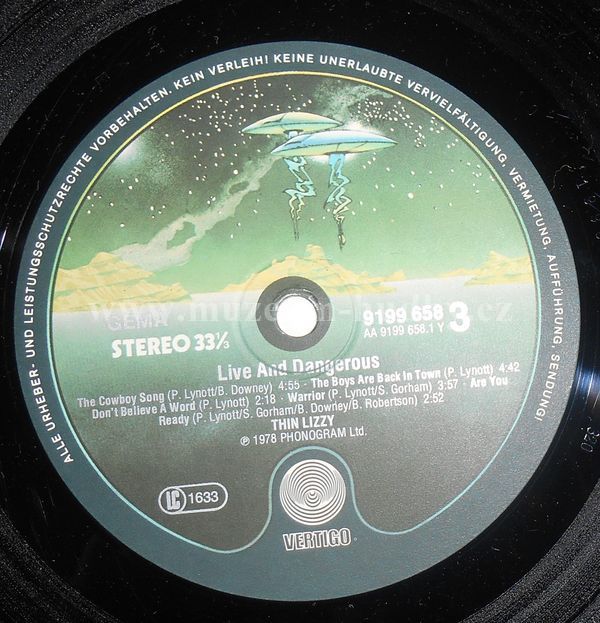 ALLE URHEBER- UND LEISTUNGSSCHUTZRECHTE VORBEHALTEN. KEIN VERLEIH! KEINE UNERLAUBTE VERVIELFÄLTIGUNG, VERMIETUNG, AUFFÜHRUNG, SENDUNG!
GEMA
STEREO 33⅓
9199 658 3
AA 9199 658.1 Y
Live And Dangerous
The Cowboy Song (P. Lynott/B. Downey) 4:55 · The Boys Are Back In Town (P. Lynott) 4:42
Don't Believe A Word (P. Lynott) 2:18 · Warrior (P. Lynott/S. Gorham) 3:57 · Are You
Ready (P. Lynott/S. Gorham/B. Downey/B. Robertson) 2:52
THIN LIZZY
℗ 1978 PHONOGRAM Ltd.
LC 1633
VERTIGO
320